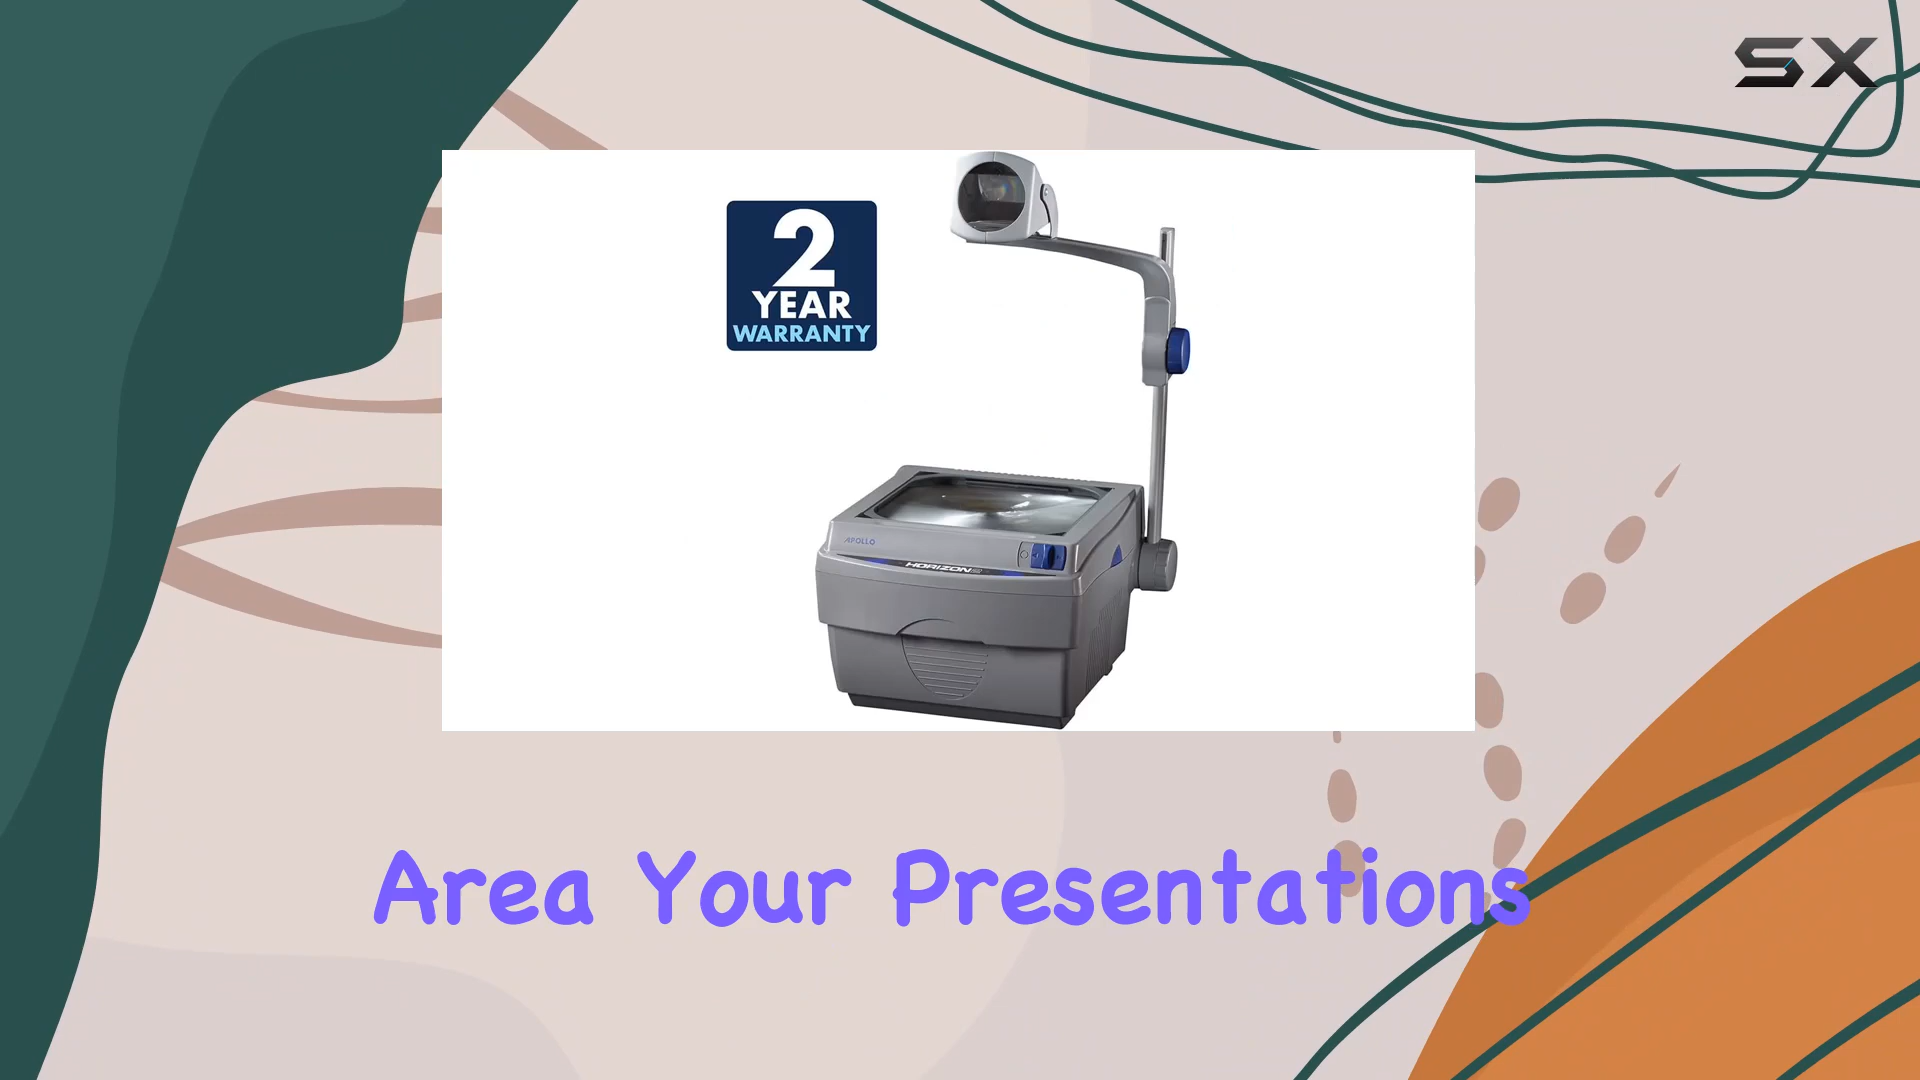 SX
2
YEAR
WARRANTY
APOLLO
HORIZON
Area Your Presentations